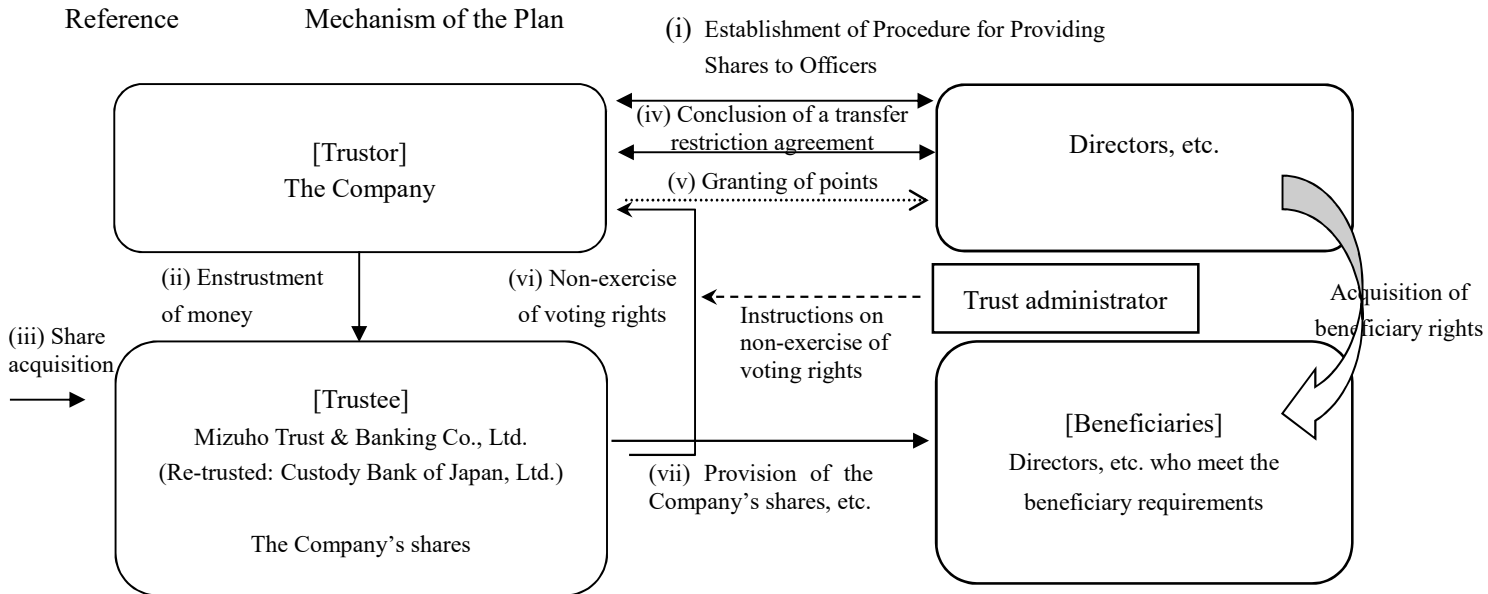 Reference Mechanism of the Plan
(i) Establishment of Procedure for Providing
Shares to Officers
(iv) Conclusion of a transfer
restriction agreement
(v) Granting of points
[Trustor]
The Company
Directors, etc.
(ii) Enstrustment
of money
(vi) Non-exercise
of voting rights
Trust administrator
Instructions on
non-exercise of
voting rights
Acquisition of
beneficiary rights
(iii) Share
acquisition
[Trustee]
Mizuho Trust & Banking Co., Ltd.
(Re-trusted: Custody Bank of Japan, Ltd.)
The Company’s shares
(vii) Provision of the
Company’s shares, etc.
[Beneficiaries]
Directors, etc. who meet the
beneficiary requirements